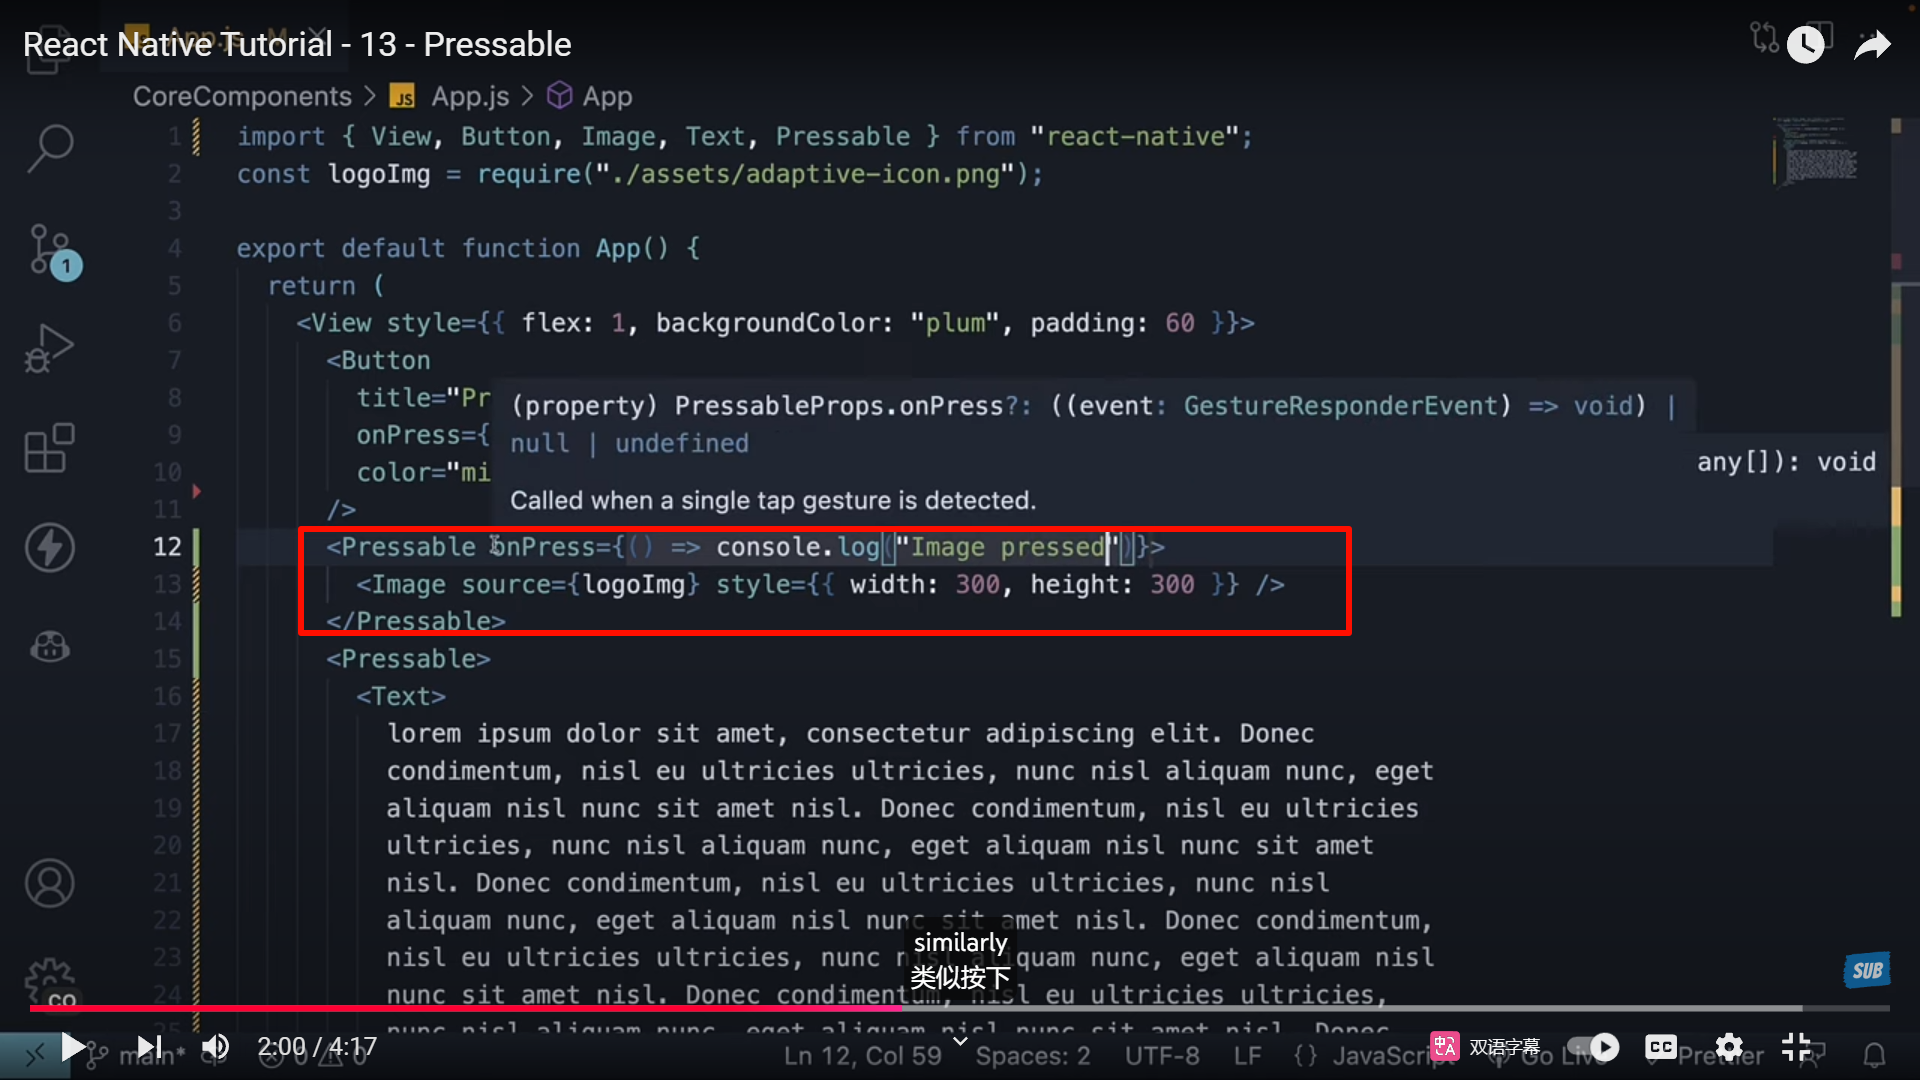 React Native Tutorial - 13 - Pressable
CoreComponents > JS App.js > App
1 import { View, Button, Image, Text, Pressable } from "react-native";
2 const logoImg = require("./assets/adaptive-icon.png");
3
4 export default function App() {
5 return (
6 <View style={{ flex: 1, backgroundColor: "plum", padding: 60 }}>
7 <Button
8 title="Pr
(property) PressableProps.onPress?: ((event: GestureResponderEvent) => void) |
9 onPress={
null | undefined
any[]): void
10 color="mi
Called when a single tap gesture is detected.
11 />
12 <Pressable onPress={() => console.log("Image pressed")}>
13 <Image source={logoImg} style={{ width: 300, height: 300 }} />
14 </Pressable>
15 <Pressable>
16 <Text>
17 lorem ipsum dolor sit amet, consectetur adipiscing elit. Donec
18 condimentum, nisl eu ultricies ultricies, nunc nisl aliquam nunc, eget
19 aliquam nisl nunc sit amet nisl. Donec condimentum, nisl eu ultricies
20 ultricies, nunc nisl aliquam nunc, eget aliquam nisl nunc sit amet
21 nisl. Donec condimentum, nisl eu ultricies ultricies, nunc nisl
22 aliquam nunc, eget aliquam nisl nunc sit amet nisl. Donec condimentum,
23 nisl eu ultricies ultricies, nunc n aliquam nunc, eget aliquam nisl
24 nunc sit amet nisl. Donec condimentum, nisl eu ultricies ultricies,
similarly
类似按下
SUB
1
2:00 / 4:17
main*
Ln 12, Col 59 Spaces: 2 UTF-8 LF {} JavaScript Go Live Prettier
中A 双语字幕
CC